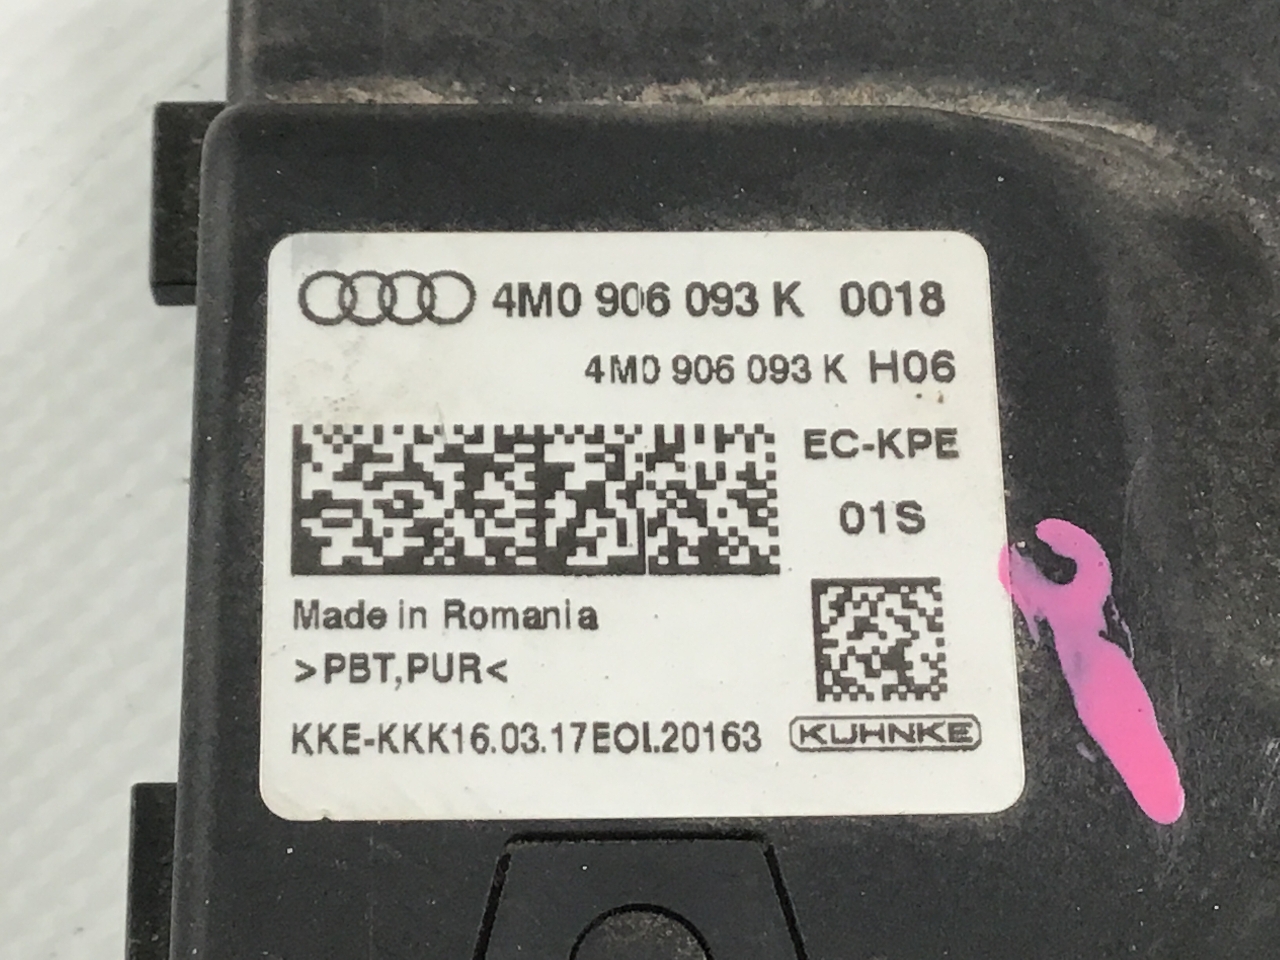 4M0 906 093 K 0018
4M0 906 093 K H06
EC-KPE
01S
Made in Romania
>PBT,PUR<
KKE-KKK16.03.17EOL20163
KUHNKE